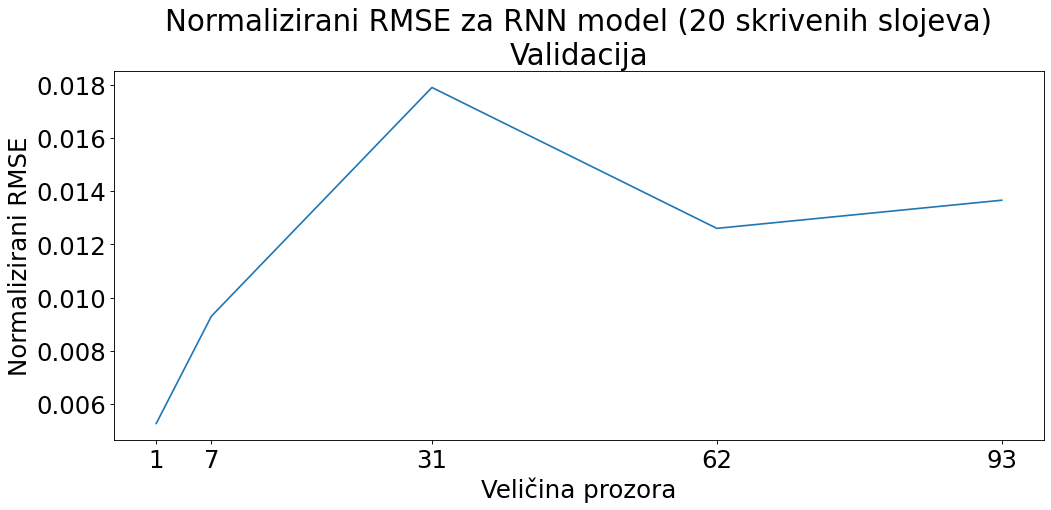 Normalizirani RMSE za RNN model (20 skrivenih slojeva)
Validacija
0.018
0.016
0.014
0.012
0.010
0.008
0.006
Normalizirani RMSE
1 7 31 62 93
Veličina prozora